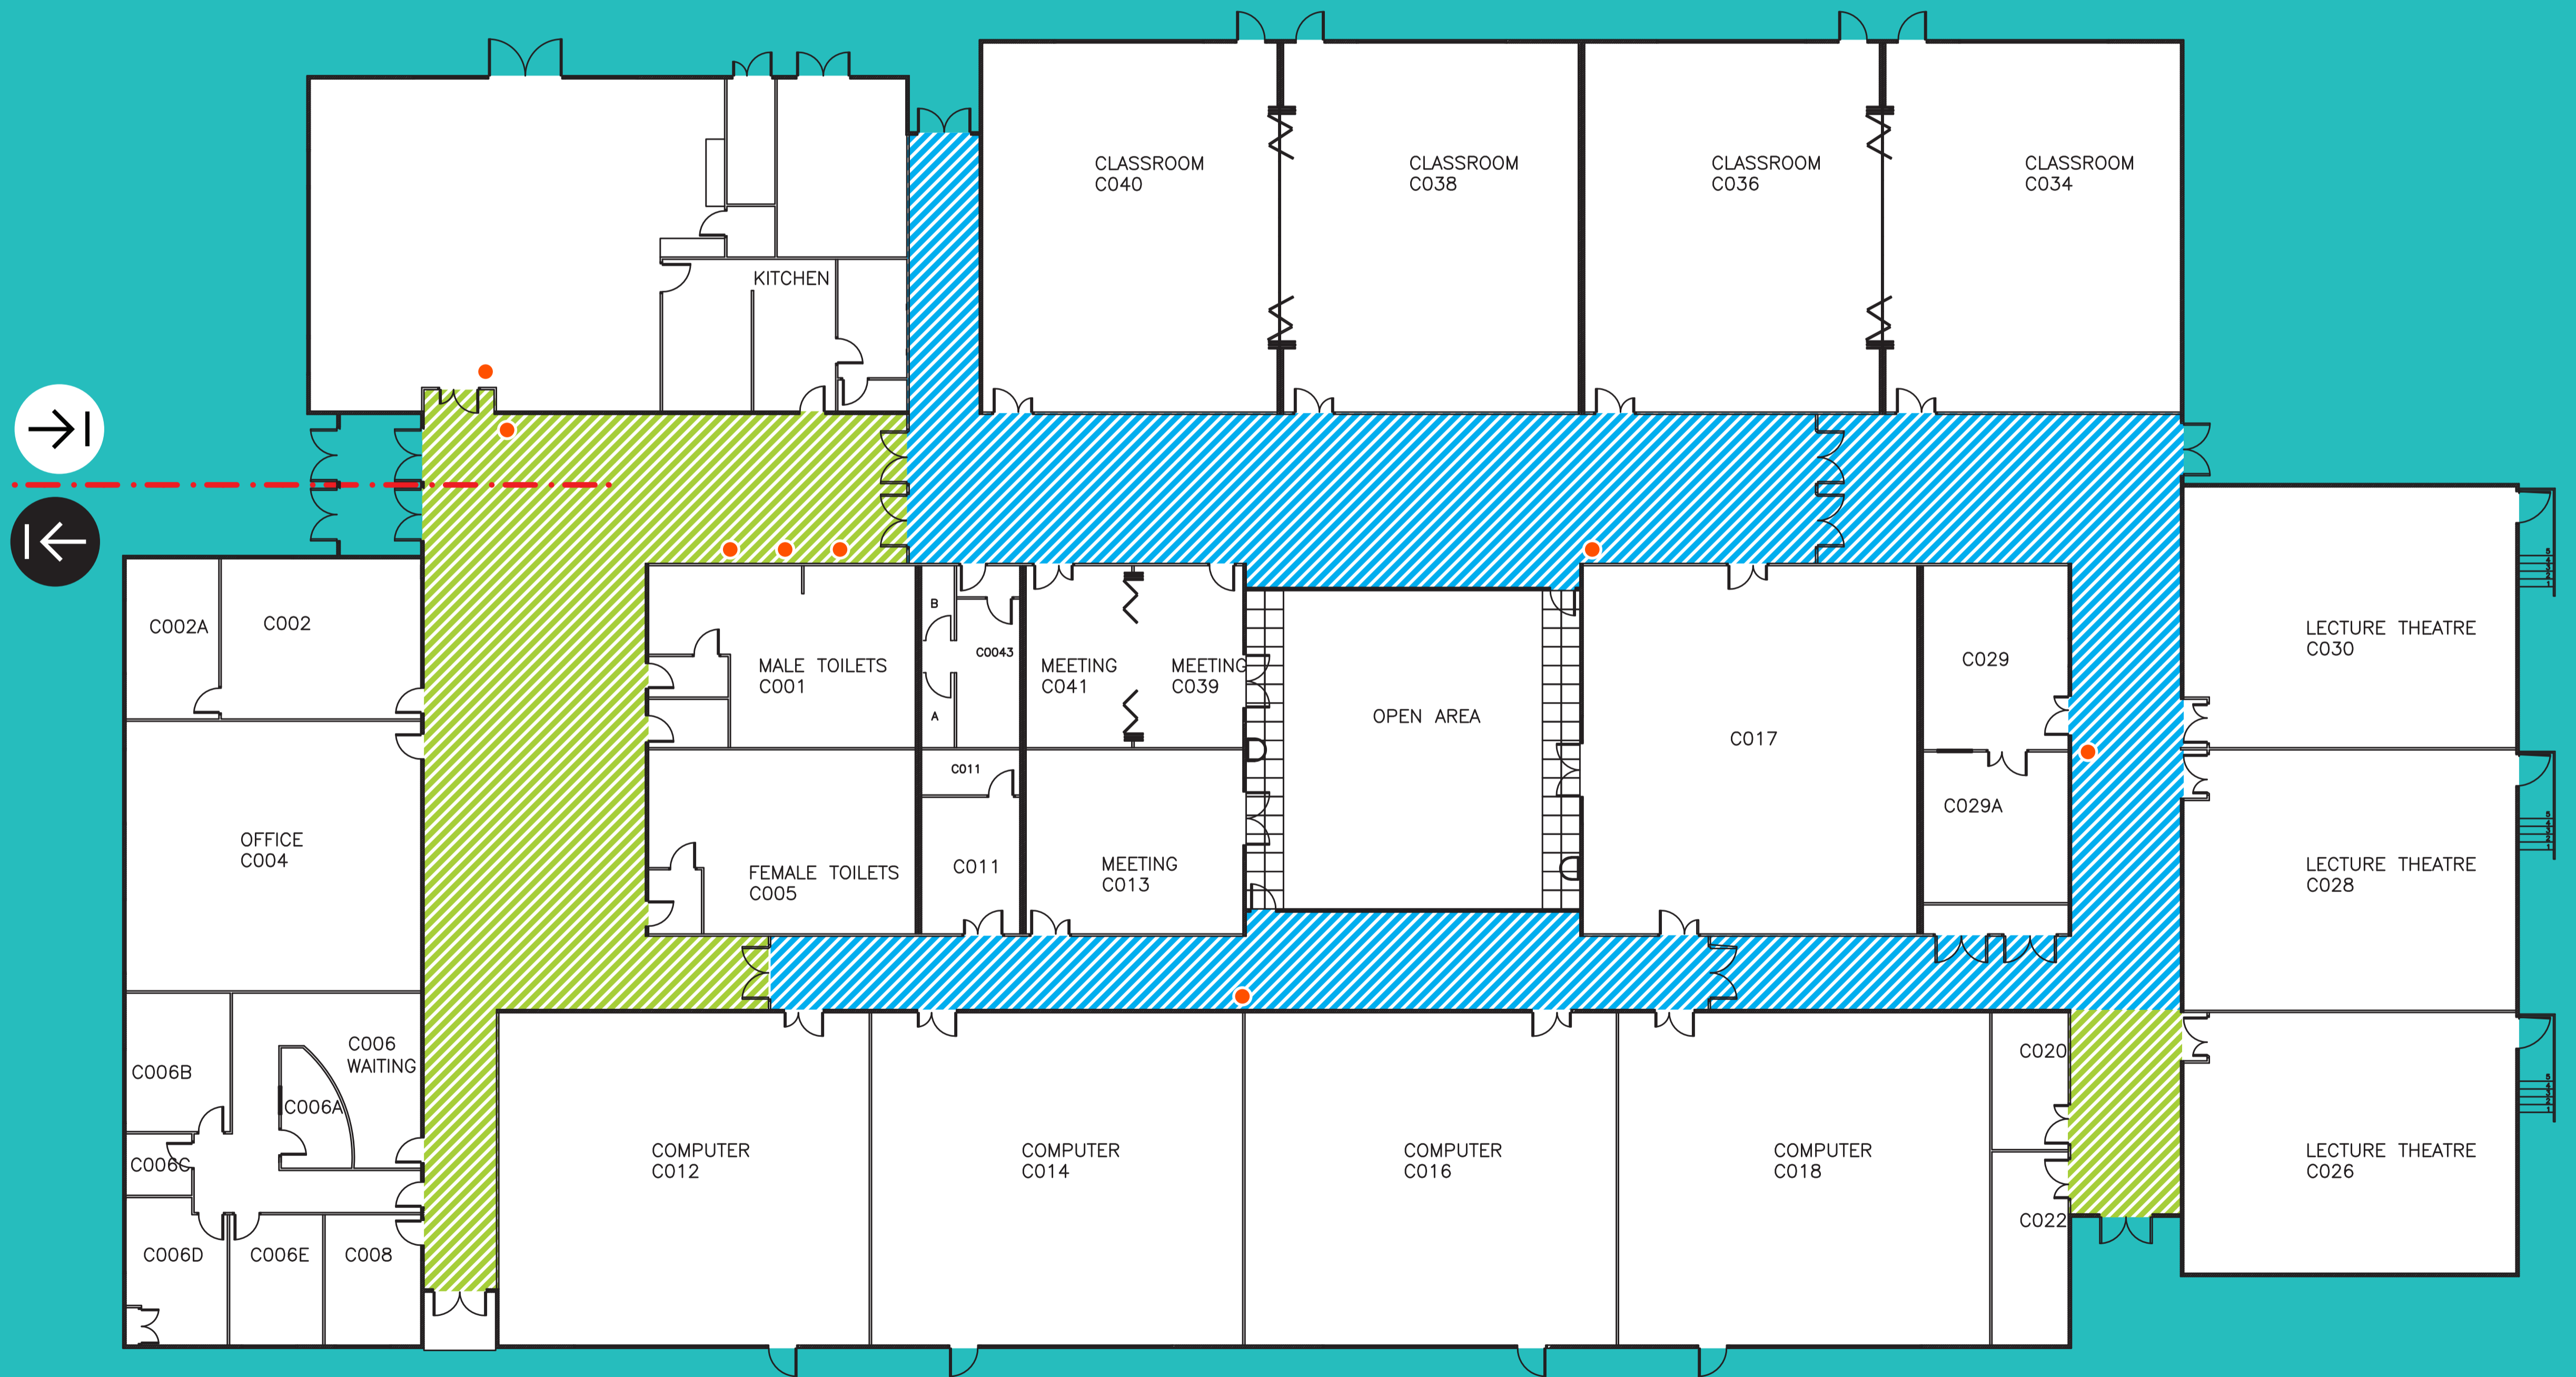 CLASSROOM
C040
CLASSROOM
C038
CLASSROOM
C036
CLASSROOM
C034
KITCHEN
C002A
C002
B
C0043
A
MALE TOILETS
C001
MEETING
C041
MEETING
C039
OPEN AREA
C017
C029
C029A
LECTURE THEATRE
C030
OFFICE
C004
FEMALE TOILETS
C005
C011
C011
MEETING
C013
LECTURE THEATRE
C028
C006
WAITING
C006B
C006A
C006C
C006D
C006E
C008
COMPUTER
C012
COMPUTER
C014
COMPUTER
C016
COMPUTER
C018
C020
C022
LECTURE THEATRE
C026